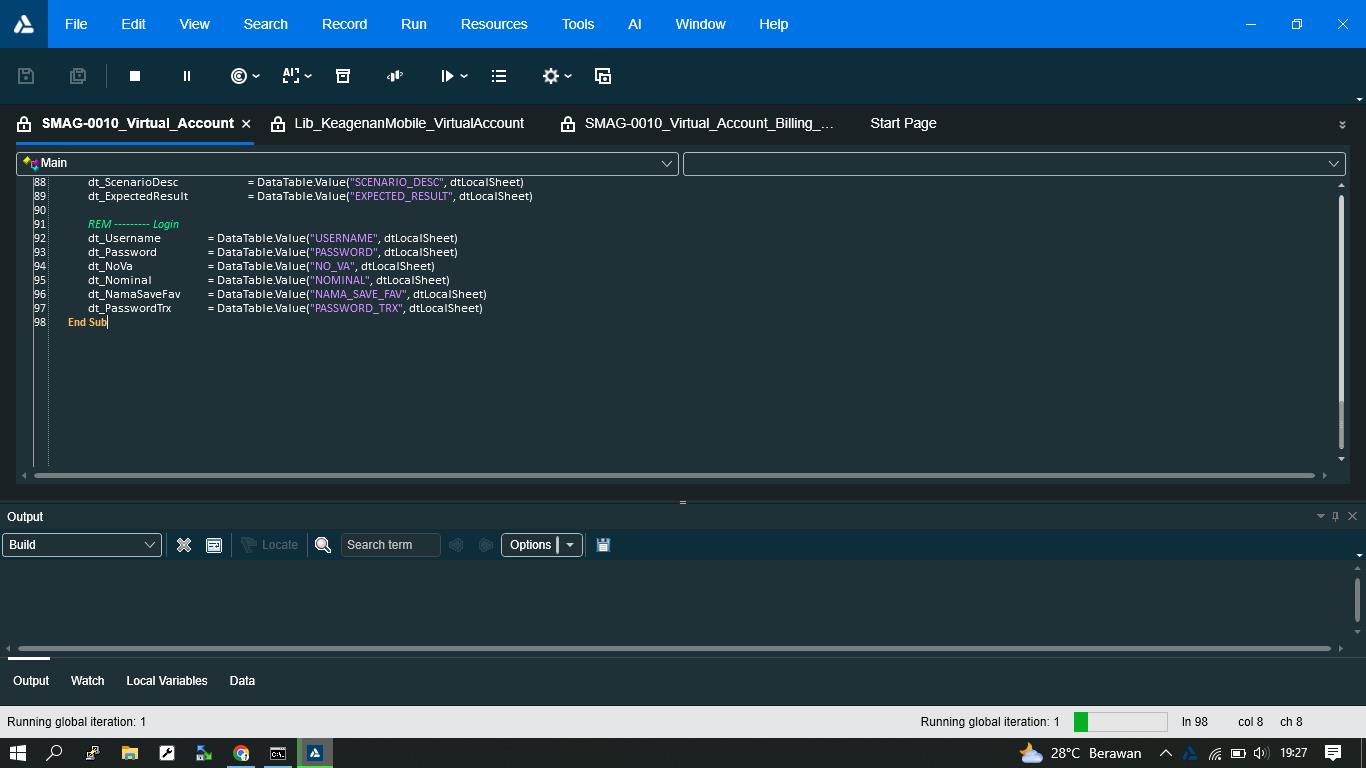 File Edit View Search Record Run Resources Tools AI Window Help
SMAG-0010_Virtual_Account Lib_KeagenanMobile_VirtualAccount SMAG-0010_Virtual_Account_Billing_... Start Page
Main
88 dt_ScenarioDesc = DataTable.Value("SCENARIO_DESC", dtLocalSheet)
89 dt_ExpectedResult = DataTable.Value("EXPECTED_RESULT", dtLocalSheet)
90
91 REM --------- Login
92 dt_Username = DataTable.Value("USERNAME", dtLocalSheet)
93 dt_Password = DataTable.Value("PASSWORD", dtLocalSheet)
94 dt_NoVa = DataTable.Value("NO_VA", dtLocalSheet)
95 dt_Nominal = DataTable.Value("NOMINAL", dtLocalSheet)
96 dt_NamaSaveFav = DataTable.Value("NAMA_SAVE_FAV", dtLocalSheet)
97 dt_PasswordTrx = DataTable.Value("PASSWORD_TRX", dtLocalSheet)
98 End Sub
Output
Build Locate Search term Options
Output Watch Local Variables Data
Running global iteration: 1 Running global iteration: 1 ln 98 col 8 ch 8
28°C Berawan 19:27